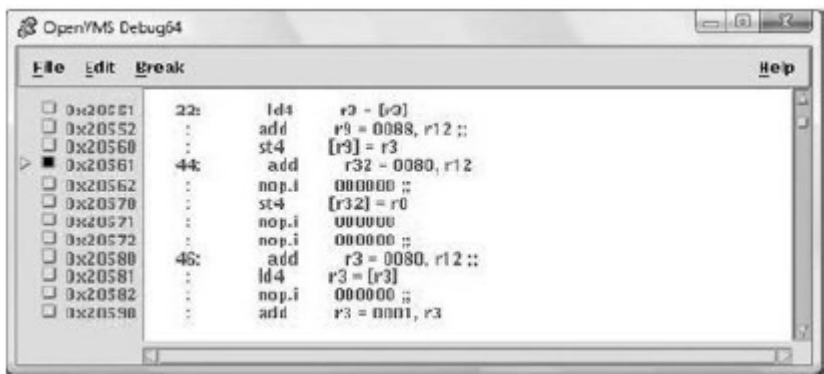 OpenVMS Debug64
File Edit Break Help
0x20551 22: ld4 r3 = [r3]
0x20552 : add r9 = 0088, r12 ;;
0x20560 : st4 [r9] = r3
0x20561 44: add r32 = 0080, r12
0x20562 : nop.i 000000 ;;
0x20570 : st4 [r32] = r0
0x20571 : nop.i 000000
0x20572 : nop.i 000000 ;;
0x20580 46: add r3 = 0080, r12 ;;
0x20581 : ld4 r3 = [r3]
0x20582 : nop.i 000000 ;;
0x20590 : add r3 = 0001, r3